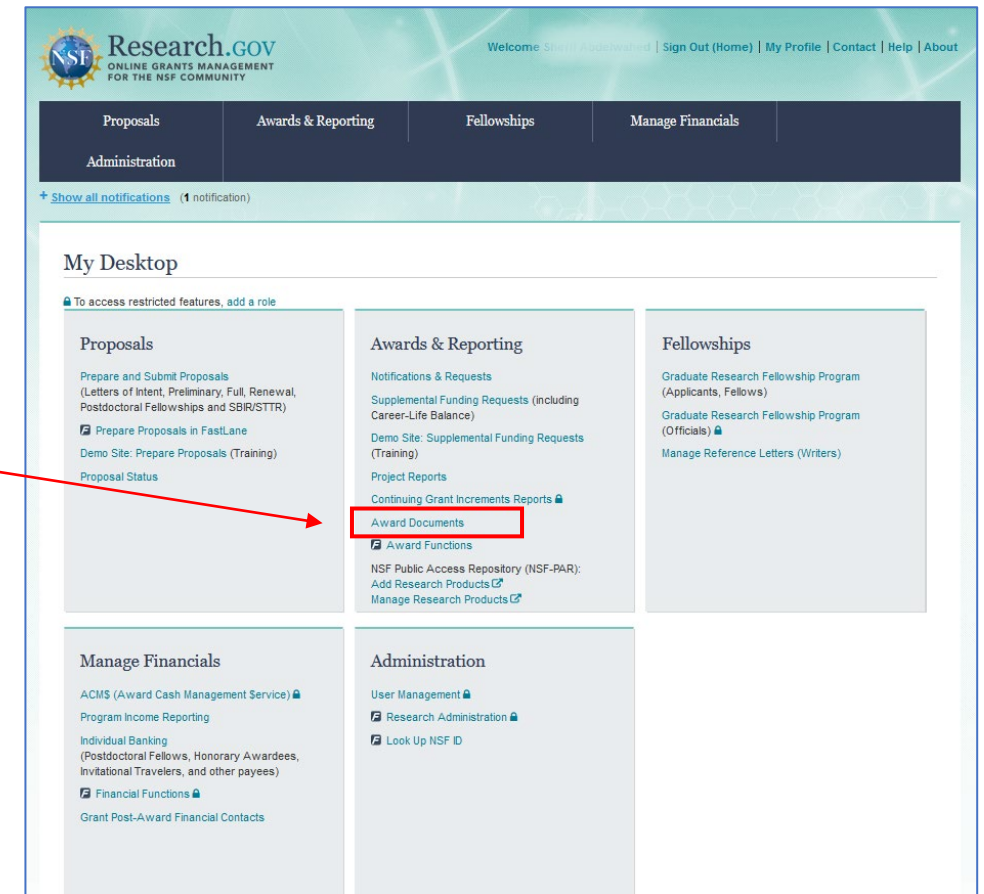 NSF
Research.GOV
ONLINE GRANTS MANAGEMENT
FOR THE NSF COMMUNITY
Welcome | Sign Out (Home) | My Profile | Contact | Help | About
Proposals Awards & Reporting Fellowships Manage Financials
Administration
+ Show all notifications (1 notification)
My Desktop
To access restricted features, add a role
Proposals
Prepare and Submit Proposals
(Letters of Intent, Preliminary, Full, Renewal,
Postdoctoral Fellowships and SBIR/STTR)
F Prepare Proposals in FastLane
Demo Site: Prepare Proposals (Training)
Proposal Status
Awards & Reporting
Notifications & Requests
Supplemental Funding Requests (including
Career-Life Balance)
Demo Site: Supplemental Funding Requests
(Training)
Project Reports
Continuing Grant Increments Reports
Award Documents
F Award Functions
NSF Public Access Repository (NSF-PAR):
Add Research Products
Manage Research Products
Fellowships
Graduate Research Fellowship Program
(Applicants, Fellows)
Graduate Research Fellowship Program
(Officials)
Manage Reference Letters (Writers)
Manage Financials
ACM$ (Award Cash Management $ervice)
Program Income Reporting
Individual Banking
(Postdoctoral Fellows, Honorary Awardees,
Invitational Travelers, and other payees)
F Financial Functions
Grant Post-Award Financial Contacts
Administration
User Management
F Research Administration
F Look Up NSF ID